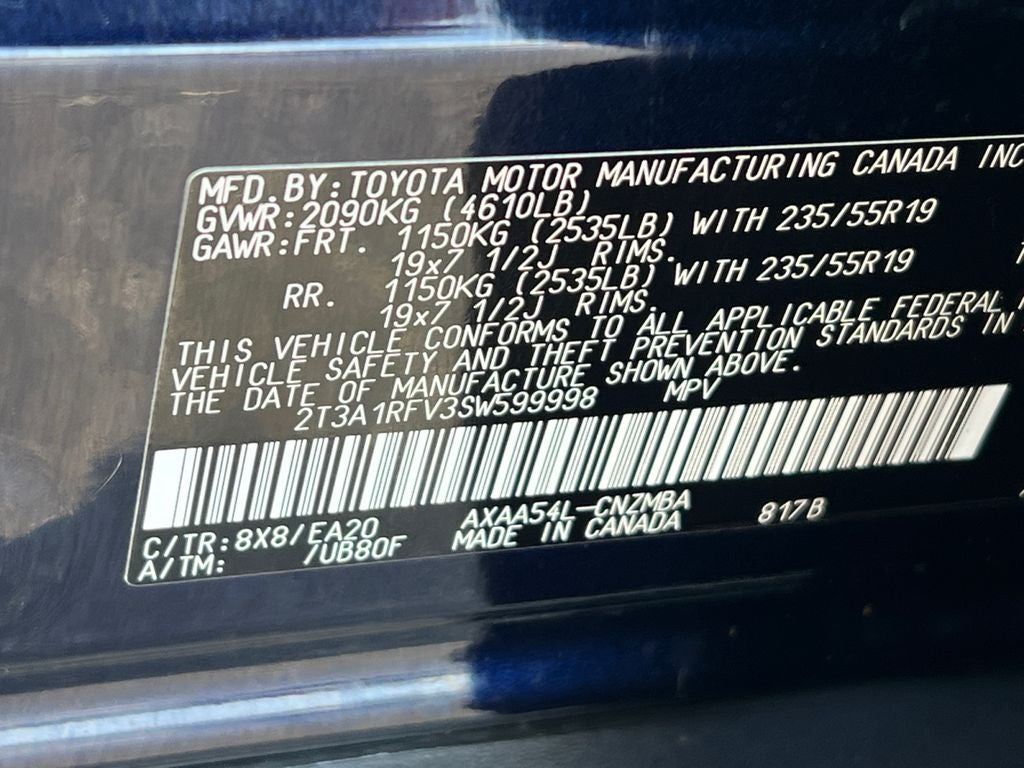 MFD.BY:TOYOTA MOTOR MANUFACTURING CANADA INC
GVWR:2090KG (4610LB)
GAWR:FRT. 1150KG (2535LB) WITH 235/55R19
19x7 1/2J RIMS.
RR. 1150KG (2535LB) WITH 235/55R19
19x7 1/2J RIMS.
THIS VEHICLE CONFORMS TO ALL APPLICABLE FEDERAL
VEHICLE SAFETY AND THEFT PREVENTION STANDARDS IN
THE DATE OF MANUFACTURE SHOWN ABOVE.
2T3A1RFV3SW599998 MPV
C/TR:8X8/EA20 AXAA54L-CNZMBA 817B
A/TM: /UB80F MADE IN CANADA